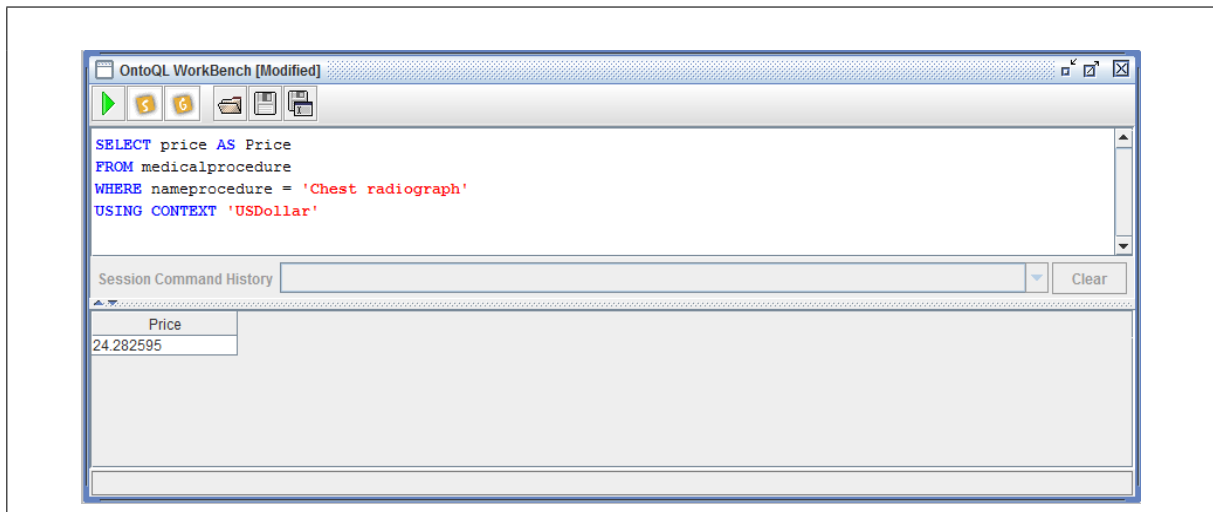 OntoQL WorkBench [Modified]
S G
SELECT price AS Price
FROM medicalprocedure
WHERE nameprocedure = 'Chest radiograph'
USING CONTEXT 'USDollar'
Session Command History
Clear
Price
24.282595